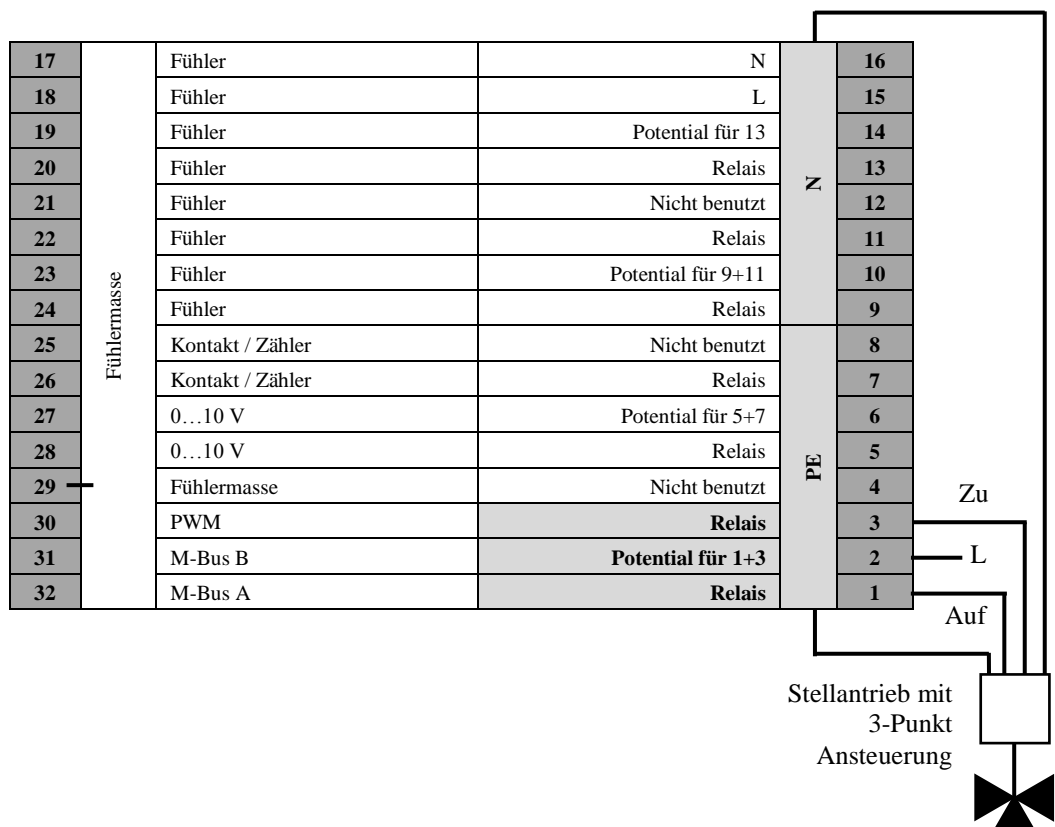 17 Fühler N 16
18 Fühler L 15
19 Fühler Potential für 13 14
20 Fühler Relais 13
N
21 Fühler Nicht benutzt 12
22 Fühler Relais 11
23 Fühler Potential für 9+11 10
24 Fühler Relais 9
Fühlermasse
25 Kontakt / Zähler Nicht benutzt 8
26 Kontakt / Zähler Relais 7
27 0…10 V Potential für 5+7 6
28 0…10 V Relais 5
PE
29 Fühlermasse Nicht benutzt 4
Zu
30 PWM Relais 3
31 M-Bus B Potential für 1+3 2 L
32 M-Bus A Relais 1
Auf
Stellantrieb mit
3-Punkt
Ansteuerung